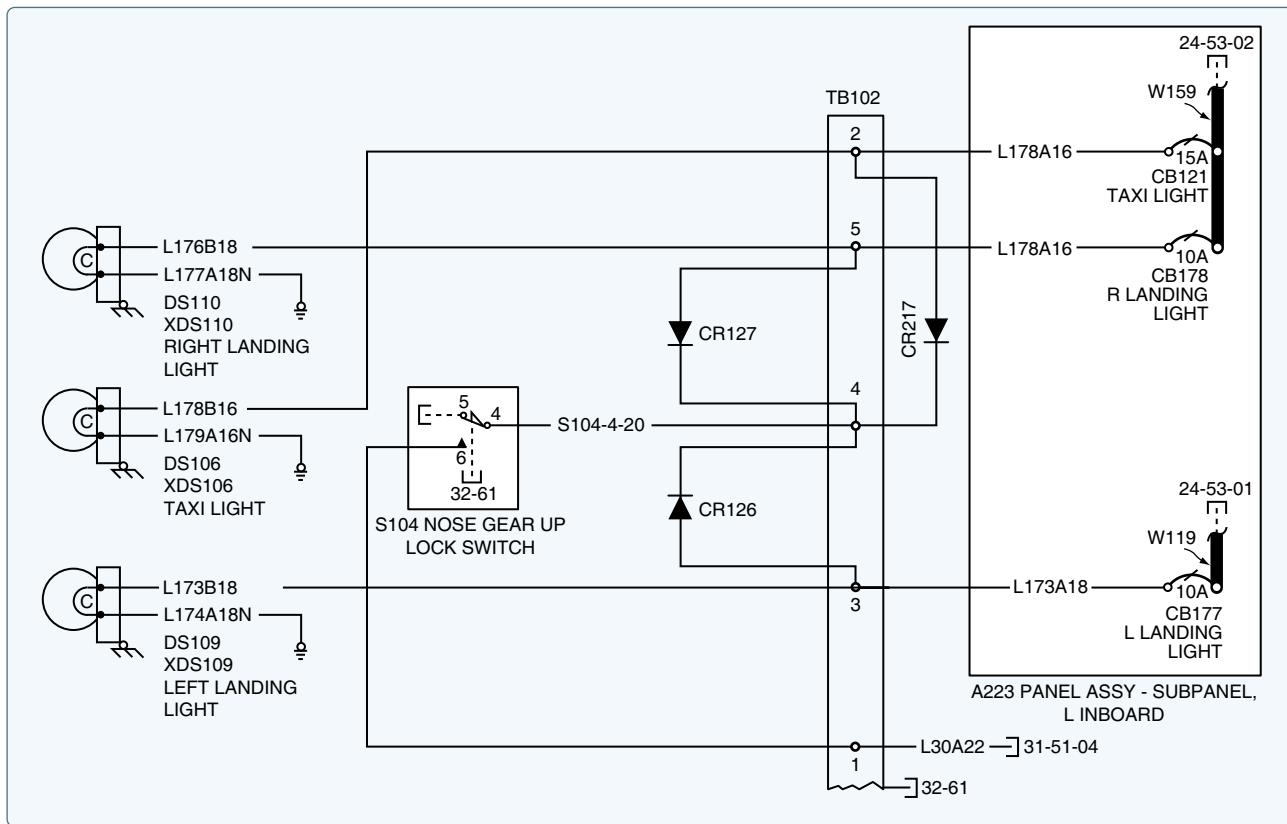 24-53-02
W159
TB102
2
L178A16
15A
CB121
TAXI LIGHT
5
L176B18
L178A16
10A
CB178
R LANDING
LIGHT
C
L177A18N
DS110
XDS110
RIGHT LANDING
LIGHT
CR127
CR217
4
L178B16
C
L179A16N
DS106
XDS106
TAXI LIGHT
5
4
S104-4-20
6
32-61
S104 NOSE GEAR UP
LOCK SWITCH
CR126
24-53-01
W119
L173B18
L173A18
10A
3
CB177
L LANDING
LIGHT
C
L174A18N
DS109
XDS109
LEFT LANDING
LIGHT
A223 PANEL ASSY - SUBPANEL,
L INBOARD
L30A22
31-51-04
1
32-61